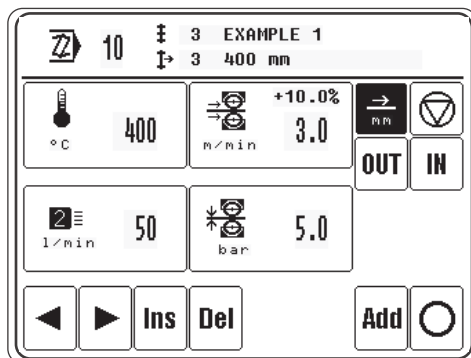 10
3 EXAMPLE 1
3 400 mm
°C 400
+10.0%
m/min 3.0
mm
OUT IN
2
l/min 50
bar 5.0
Ins Del Add